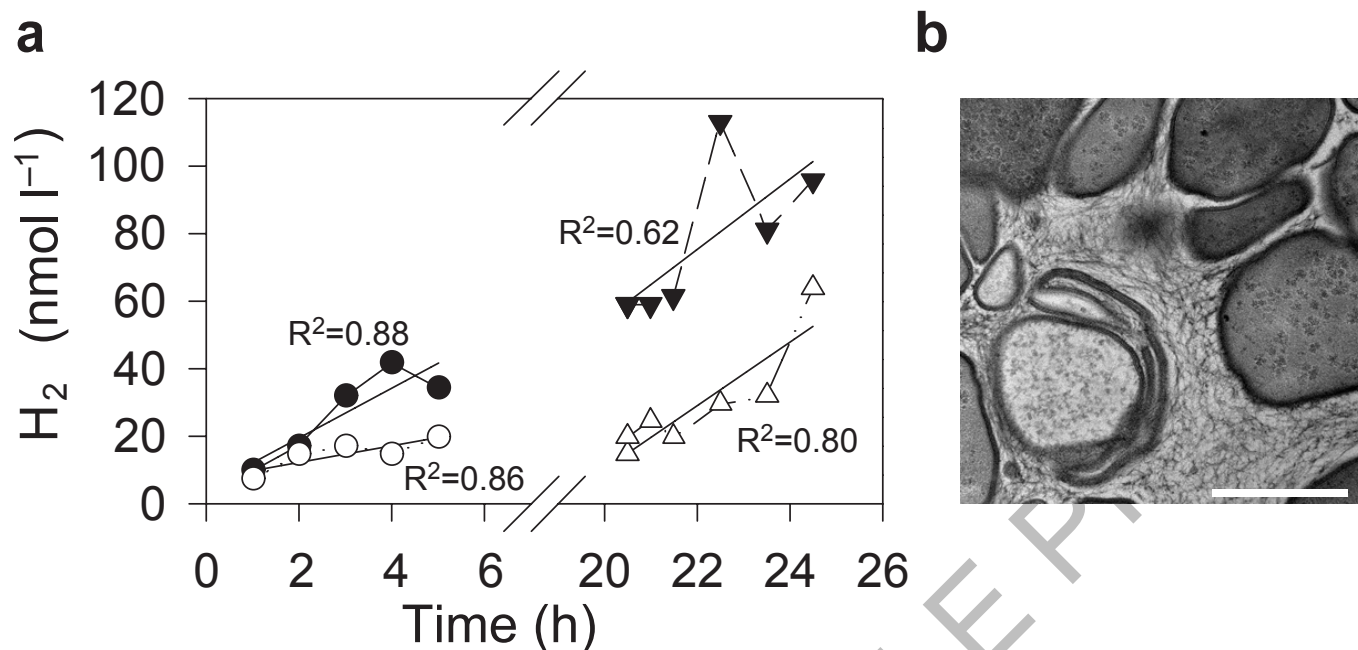 a
b
120
100
80
60
40
20
0
H₂ (nmol l⁻¹)
R²=0.62
R²=0.88
R²=0.80
R²=0.86
0 2 4 6 20 22 24 26
Time (h)
E P